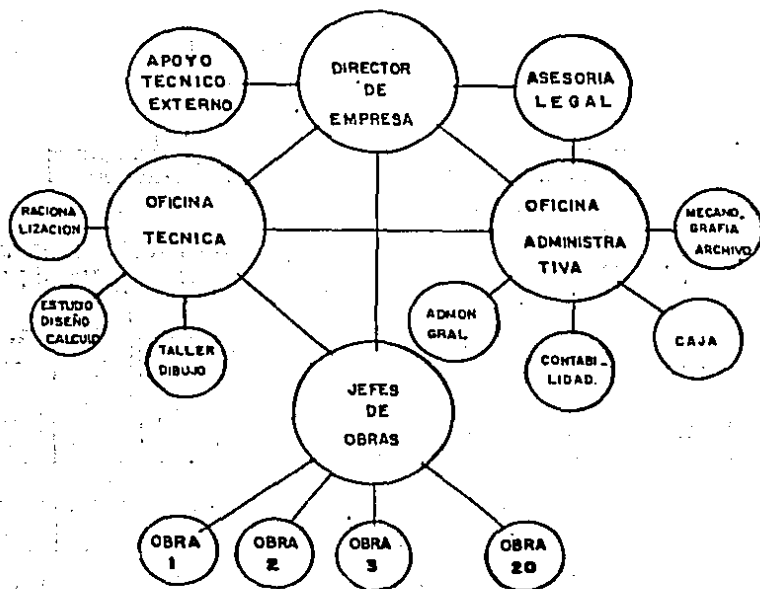 APOYO
TECNICO
EXTERNO
DIRECTOR
DE
EMPRESA
ASESORIA
LEGAL
RACIONA
LIZACION
OFICINA
TECNICA
OFICINA
ADMINISTRA
TIVA
MECANO_
GRAFIA
ARCHIVO
ESTUDIO
DISEÑO
CALCULO
TALLER
DIBUJO
ADMON
GRAL
CONTABI_
LIDAD.
CAJA
JEFES
DE
OBRAS
OBRA
1
OBRA
2
OBRA
3
OBRA
20